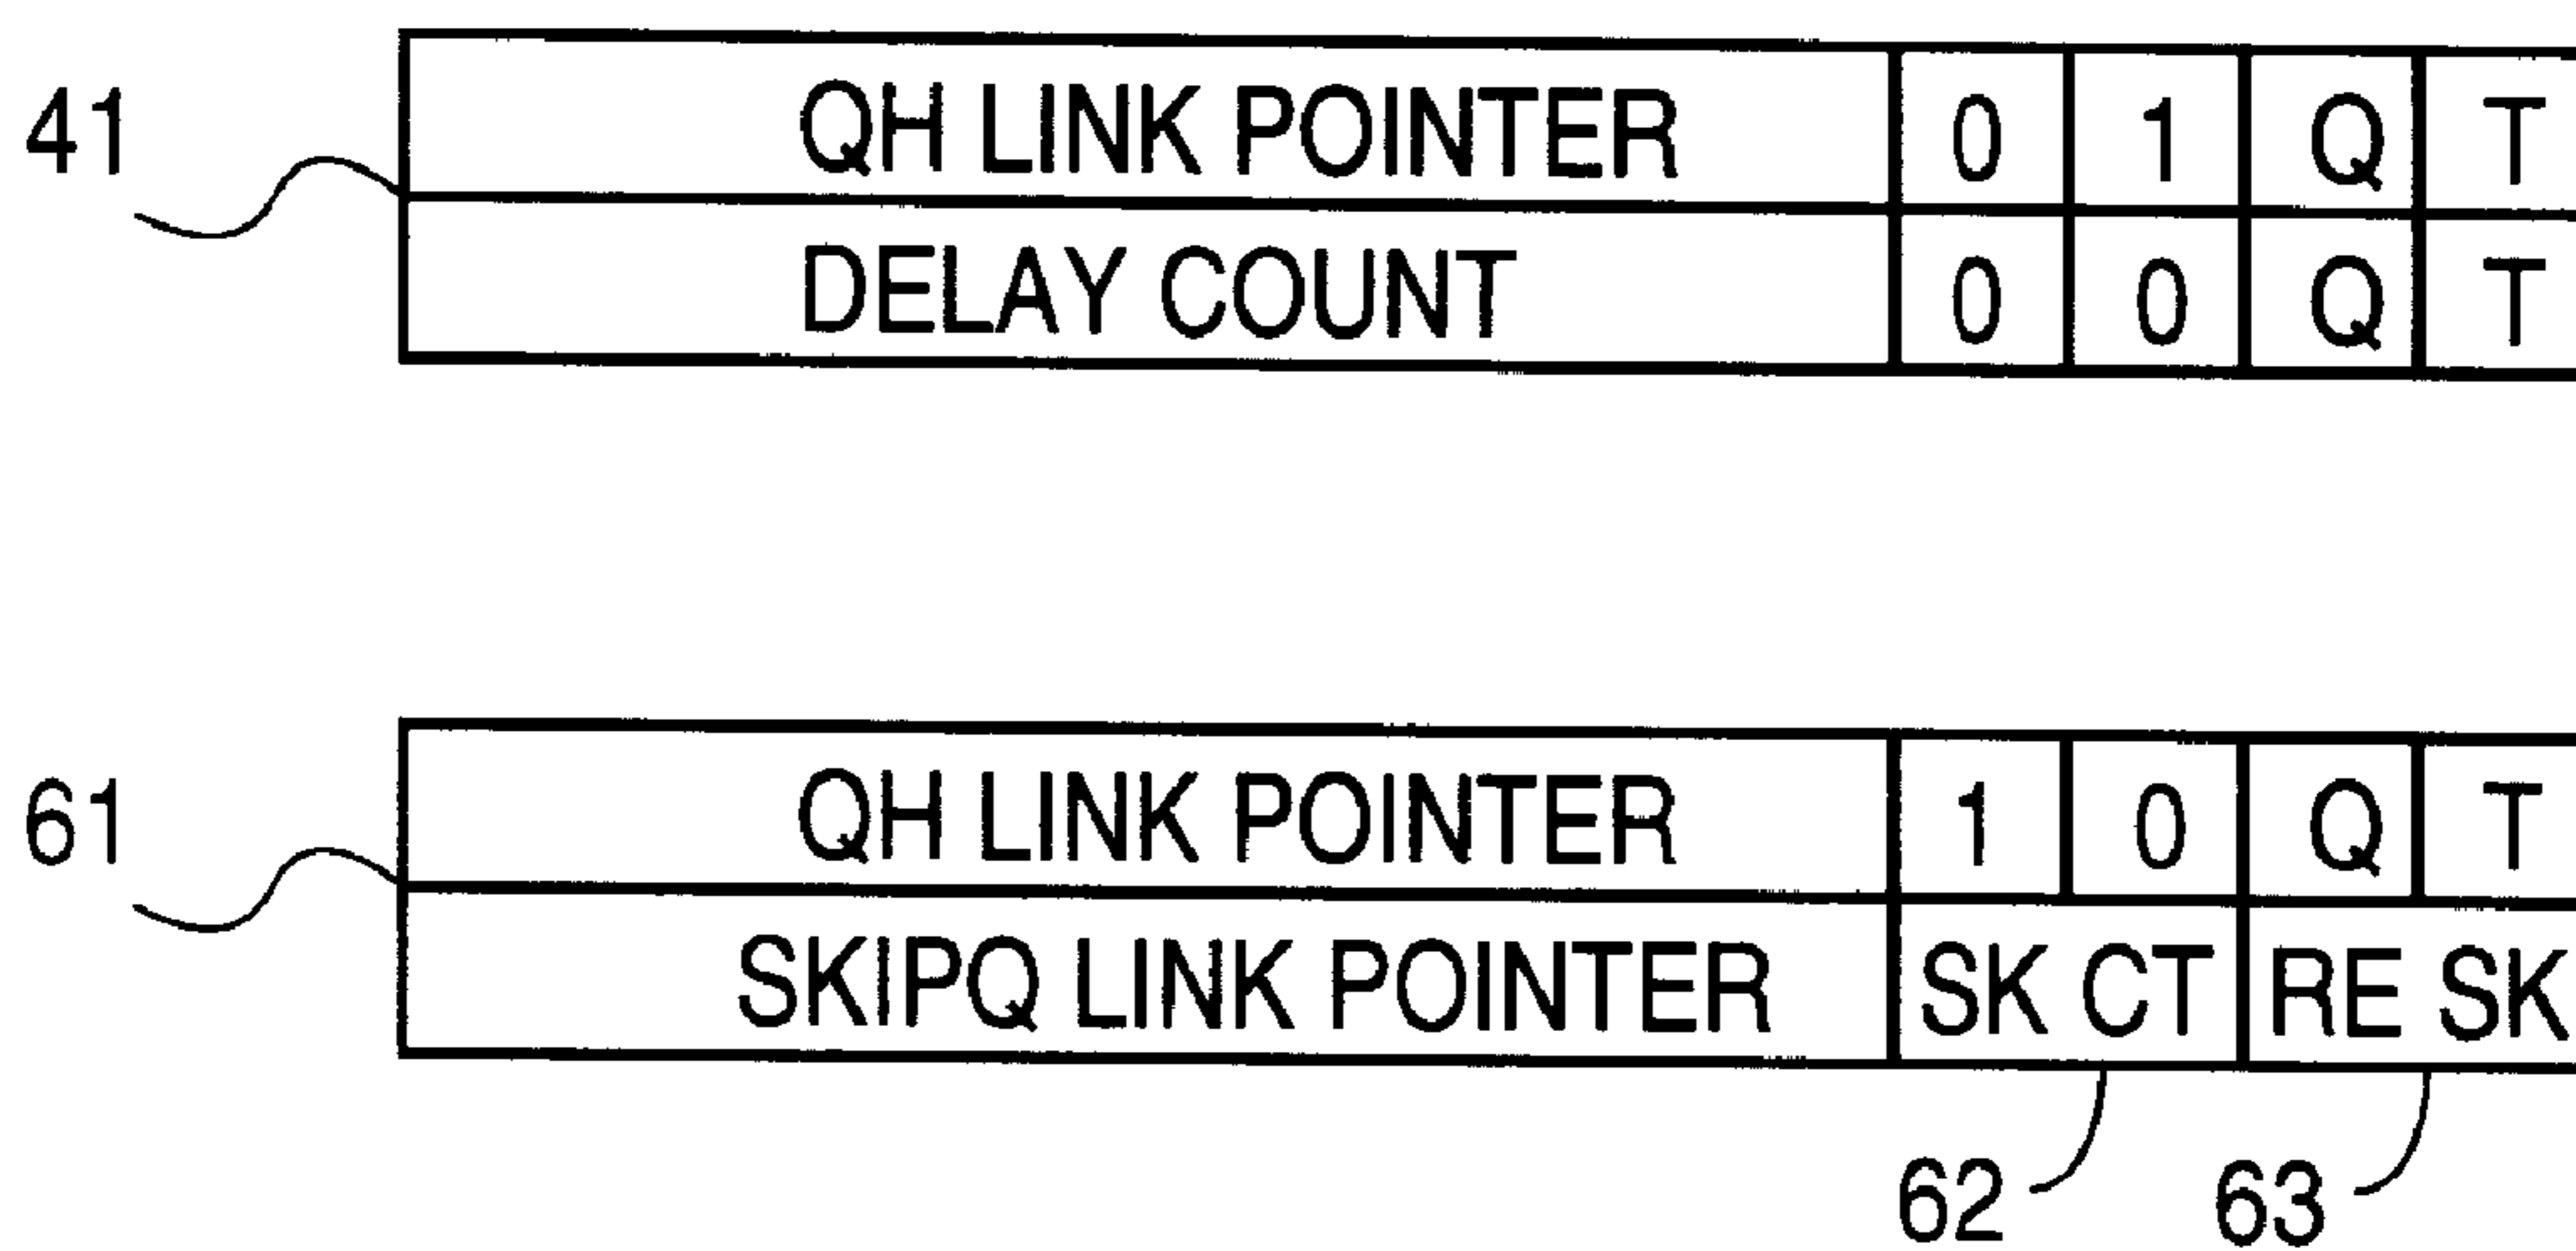 41
QH LINK POINTER 0 1 Q T
DELAY COUNT 0 0 Q T
61
QH LINK POINTER 1 0 Q T
SKIPQ LINK POINTER SK CT RE SK
62 63